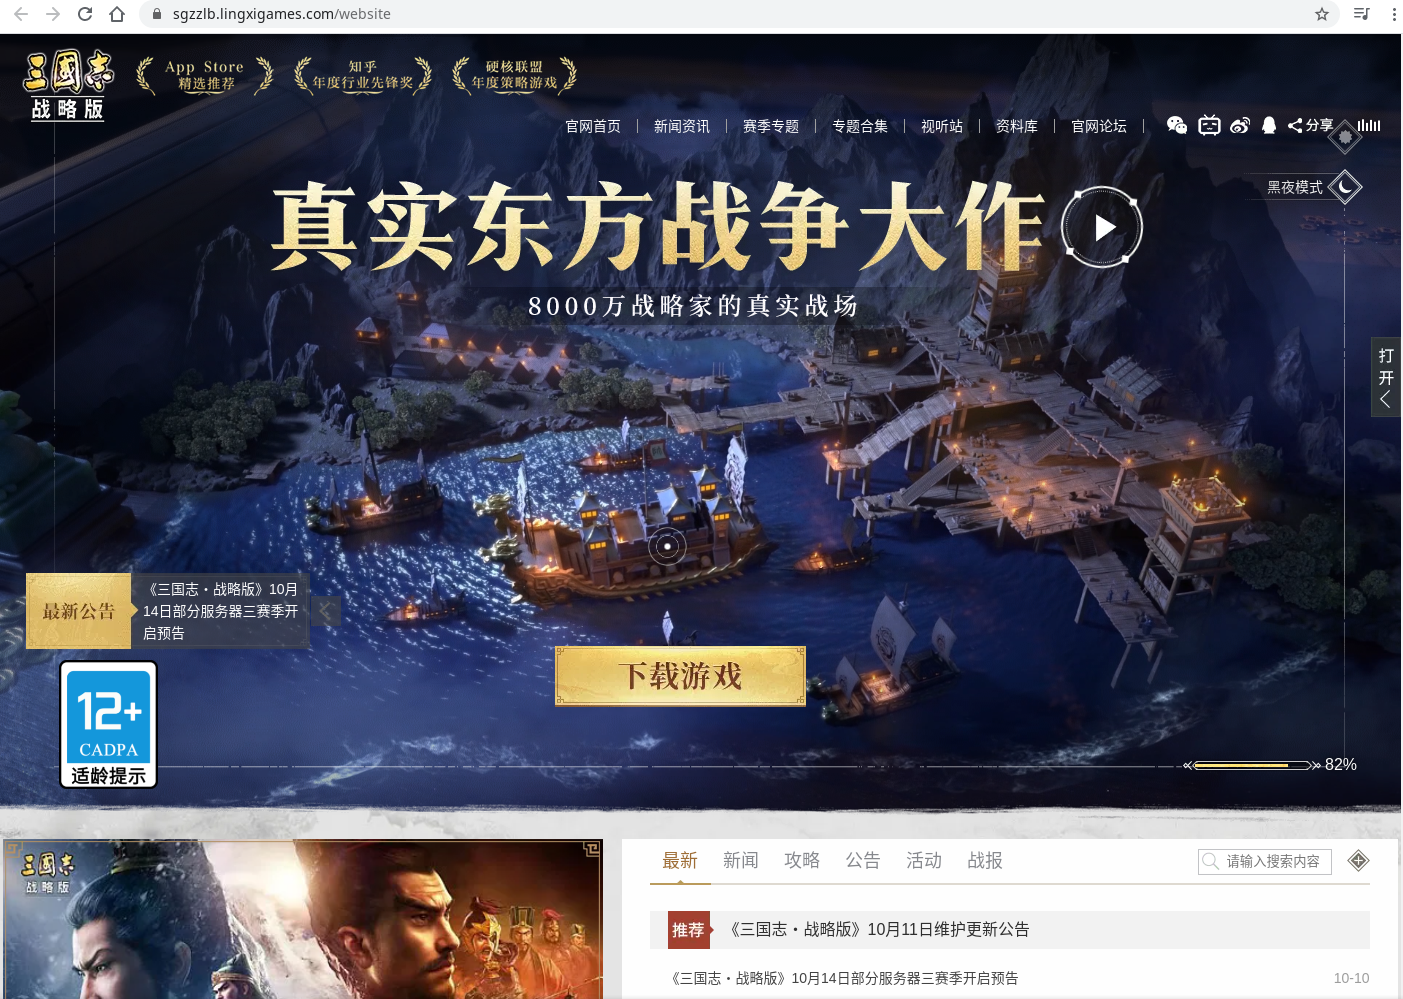 sgzzlb.lingxigames.com/website
三國志
战略版
App Store
精选推荐
知乎
年度行业先锋奖
硬核联盟
年度策略游戏
官网首页
新闻资讯
赛季专题
专题合集
视听站
资料库
官网论坛
分享
黑夜模式
真实东方战争大作
8000万战略家的真实战场
打
开
最新公告
《三国志・战略版》10月
14日部分服务器三赛季开
启预告
下载游戏
12+
CADPA
适龄提示
82%
三國志
战略版
最新
新闻
攻略
公告
活动
战报
请输入搜索内容
推荐
《三国志・战略版》10月11日维护更新公告
《三国志・战略版》10月14日部分服务器三赛季开启预告
10-10